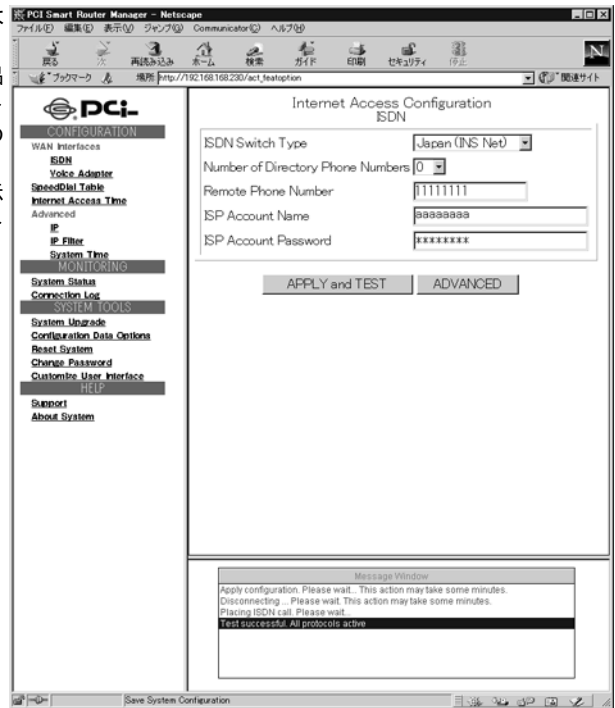 PCI Smart Router Manager - Netscape
ファイル(F) 編集(E) 表示(V) ジャンプ(G) Communicator(C) ヘルプ(H)
戻る 次 再読み込み ホーム 検索 ガイド 印刷 セキュリティ 停止 N
ブックマーク 場所 http://192.168.168.230/act_featoption 関連サイト
PCi
CONFIGURATION
WAN Interfaces
ISDN
Voice Adapter
SpeedDial Table
Internet Access Time
Advanced
IP
IP Filter
System Time
MONITORING
System Status
Connection Log
SYSTEM TOOLS
System Upgrade
Configuration Data Options
Reset System
Change Password
Customize User Interface
HELP
Support
About System
Internet Access Configuration
ISDN
ISDN Switch Type Japan (INS Net)
Number of Directory Phone Numbers 0
Remote Phone Number 11111111
ISP Account Name aaaaaaaa
ISP Account Password ********
APPLY and TEST ADVANCED
Message Window
Apply configuration. Please wait... This action may take some minutes.
Disconnecting ... Please wait. This action may take some minutes.
Placing ISDN call. Please wait...
Test successful. All protocols active
Save System Configuration